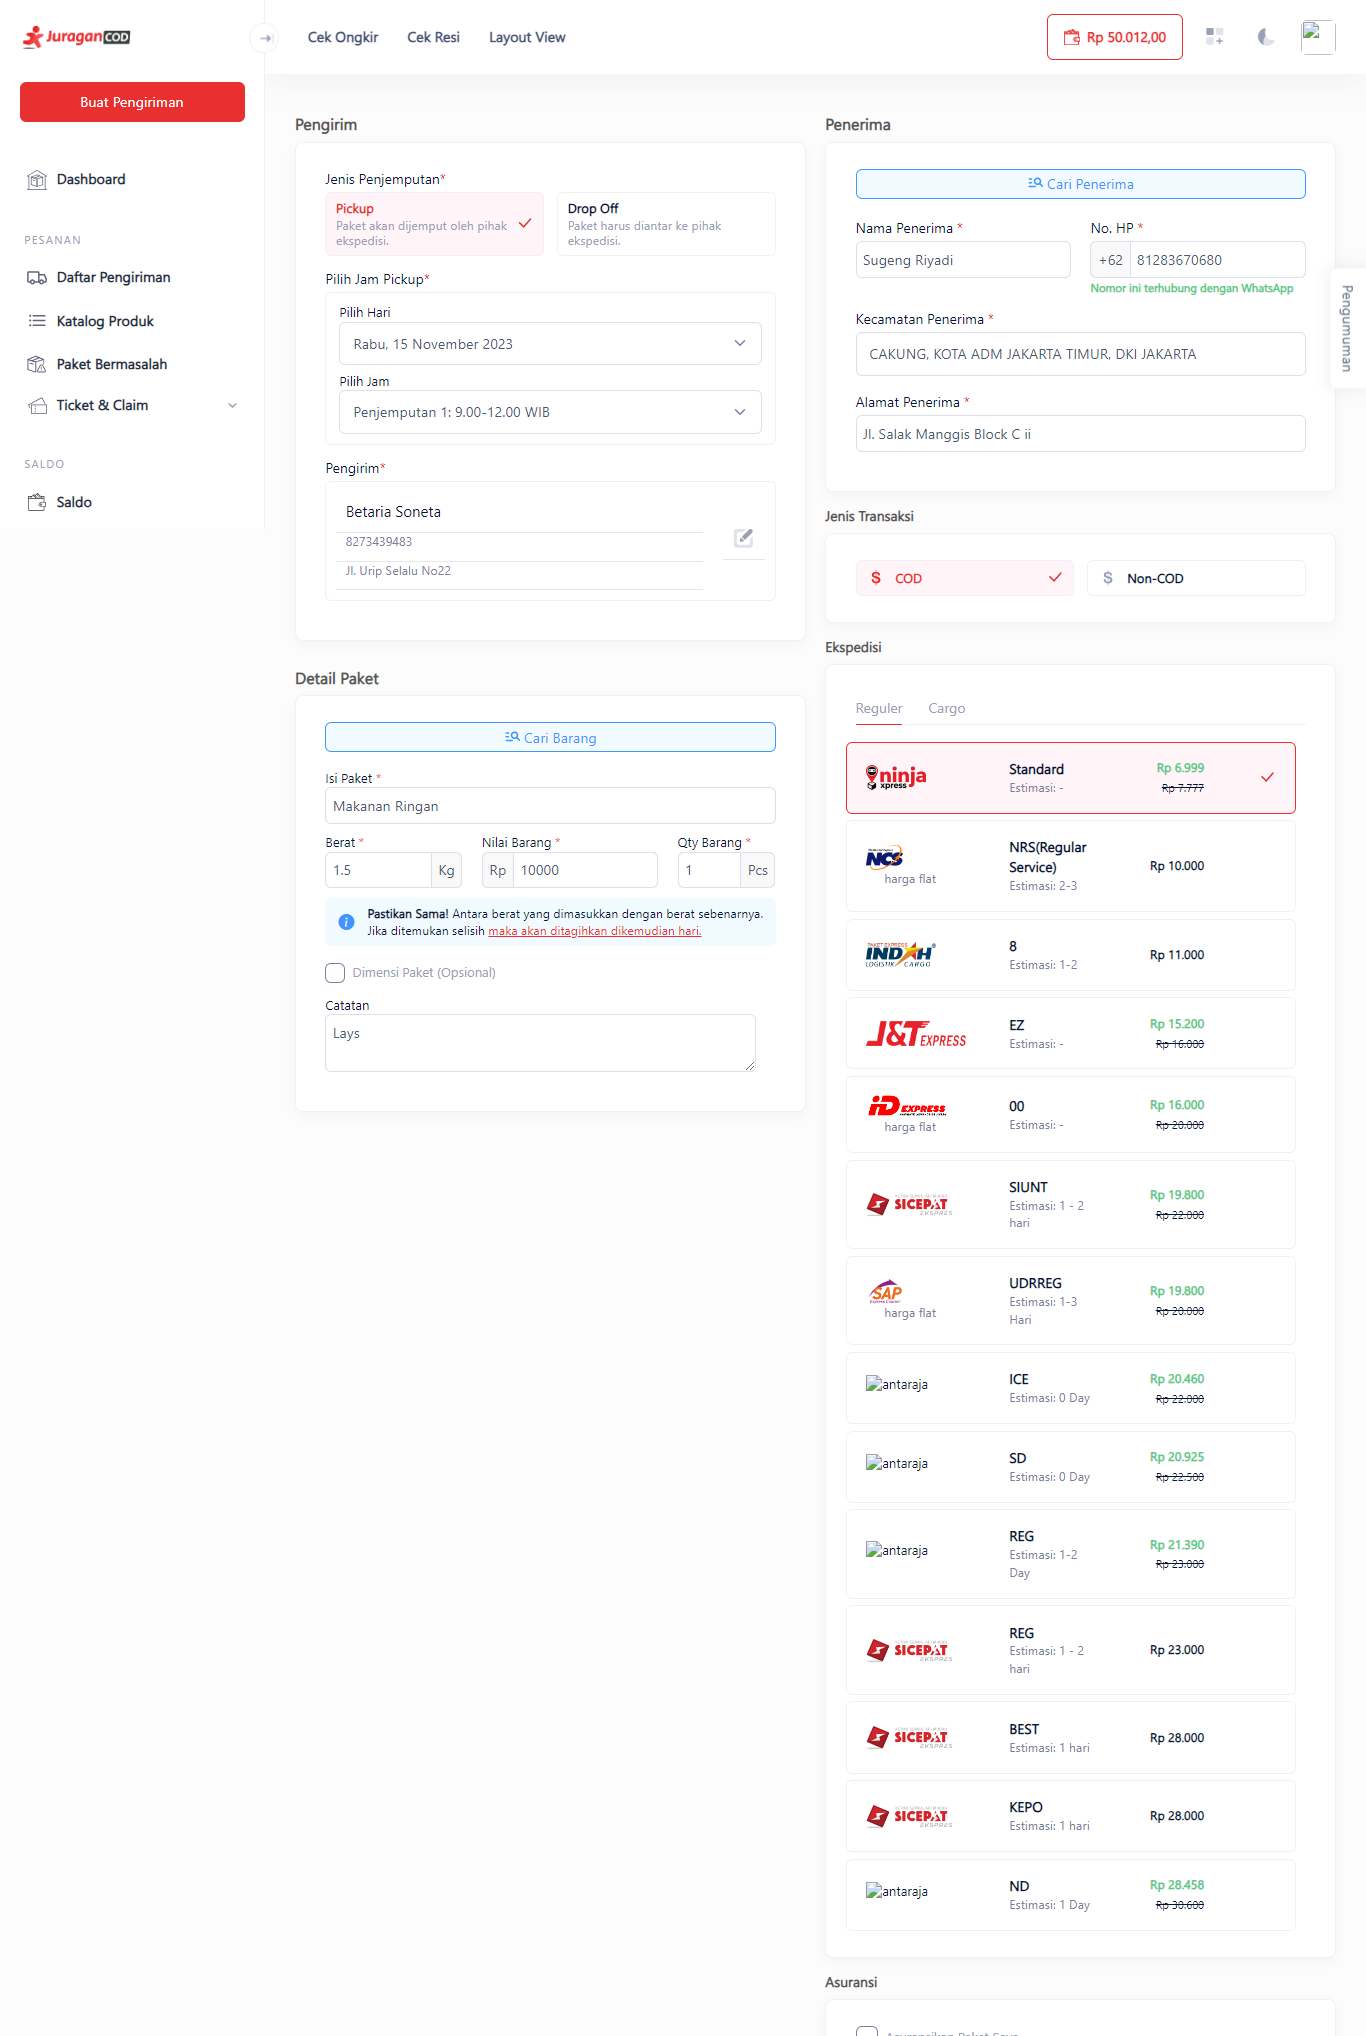 JuraganCOD
Cek Ongkir
Cek Resi
Layout View
Rp 50.012,00
Buat Pengiriman
Dashboard
PESANAN
Daftar Pengiriman
Katalog Produk
Paket Bermasalah
Ticket & Claim
SALDO
Saldo
Pengirim
Jenis Penjemputan*
Pickup
Paket akan dijemput oleh pihak
ekspedisi.
Drop Off
Paket harus diantar ke pihak
ekspedisi.
Pilih Jam Pickup*
Pilih Hari
Rabu, 15 November 2023
Pilih Jam
Penjemputan 1: 9.00-12.00 WIB
Pengirim*
Betaria Soneta
8273439483
Jl. Urip Selalu No22
Detail Paket
Cari Barang
Isi Paket *
Makanan Ringan
Berat *
1.5 Kg
Nilai Barang *
Rp 10000
Qty Barang *
1 Pcs
Pastikan Sama! Antara berat yang dimasukkan dengan berat sebenarnya.
Jika ditemukan selisih maka akan ditagihkan dikemudian hari.
Dimensi Paket (Opsional)
Catatan
Lays
Penerima
Cari Penerima
Nama Penerima *
Sugeng Riyadi
No. HP *
+62 81283670680
Nomor ini terhubung dengan WhatsApp
Kecamatan Penerima *
CAKUNG, KOTA ADM JAKARTA TIMUR, DKI JAKARTA
Alamat Penerima *
Jl. Salak Manggis Block C ii
Pengumuman
Jenis Transaksi
$ COD
$ Non-COD
Ekspedisi
Reguler
Cargo
ninja
xpress
Standard
Estimasi: -
Rp 6.999
Rp 7.777
NCS
harga flat
NRS(Regular
Service)
Estimasi: 2-3
Rp 10.000
PAKET EXPRESS
INDAH
LOGISTIK CARGO
8
Estimasi: 1-2
Rp 11.000
J&T EXPRESS
EZ
Estimasi: -
Rp 15.200
Rp 16.000
iD EXPRESS
harga flat
00
Estimasi: -
Rp 16.000
Rp 20.000
SICEPAT
EKSPRES
SIUNT
Estimasi: 1 - 2
hari
Rp 19.800
Rp 22.000
SAP
Express Courier
harga flat
UDRREG
Estimasi: 1-3
Hari
Rp 19.800
Rp 20.000
antaraja
ICE
Estimasi: 0 Day
Rp 20.460
Rp 22.000
antaraja
SD
Estimasi: 0 Day
Rp 20.925
Rp 22.500
antaraja
REG
Estimasi: 1-2
Day
Rp 21.390
Rp 23.000
SICEPAT
EKSPRES
REG
Estimasi: 1 - 2
hari
Rp 23.000
SICEPAT
EKSPRES
BEST
Estimasi: 1 hari
Rp 28.000
SICEPAT
EKSPRES
KEPO
Estimasi: 1 hari
Rp 28.000
antaraja
ND
Estimasi: 1 Day
Rp 28.458
Rp 30.600
Asuransi
Asuransikan Paket Saya